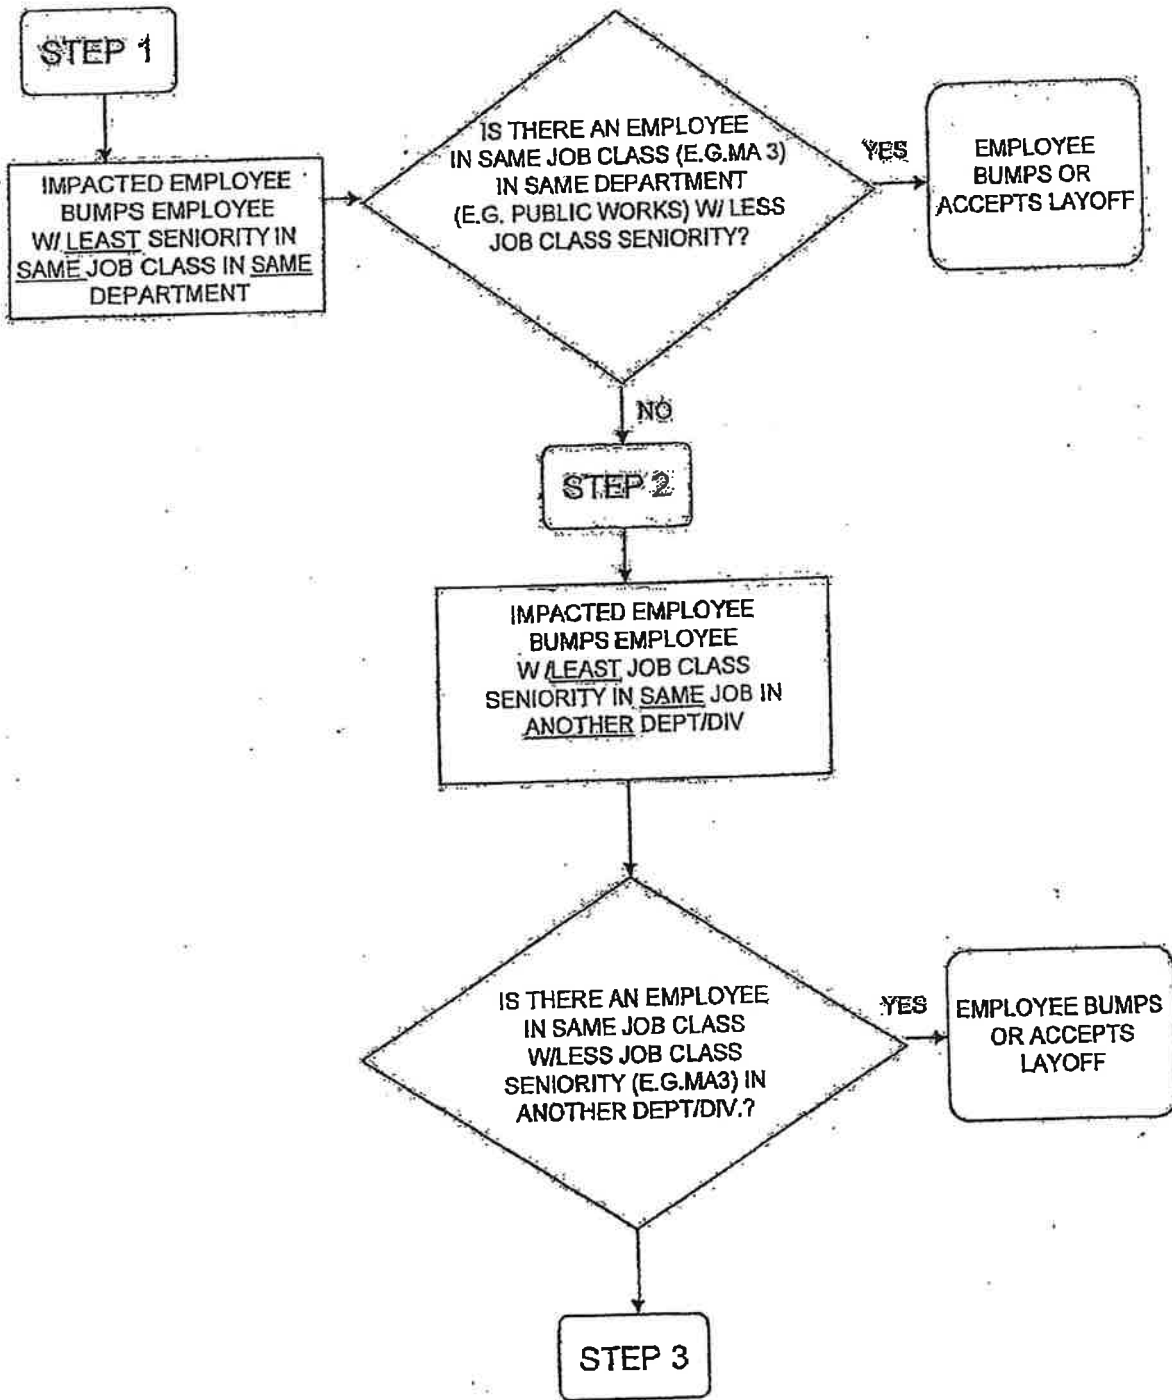 STEP 1
IMPACTED EMPLOYEE
BUMPS EMPLOYEE
W/ LEAST SENIORITY IN
SAME JOB CLASS IN SAME
DEPARTMENT
IS THERE AN EMPLOYEE
IN SAME JOB CLASS (E.G.MA 3)
IN SAME DEPARTMENT
(E.G. PUBLIC WORKS) W/ LESS
JOB CLASS SENIORITY?
YES
EMPLOYEE
BUMPS OR
ACCEPTS LAYOFF
NO
STEP 2
IMPACTED EMPLOYEE
BUMPS EMPLOYEE
W /LEAST JOB CLASS
SENIORITY IN SAME JOB IN
ANOTHER DEPT/DIV
IS THERE AN EMPLOYEE
IN SAME JOB CLASS
W/LESS JOB CLASS
SENIORITY (E.G.MA3) IN
ANOTHER DEPT/DIV.?
YES
EMPLOYEE BUMPS
OR ACCEPTS
LAYOFF
STEP 3